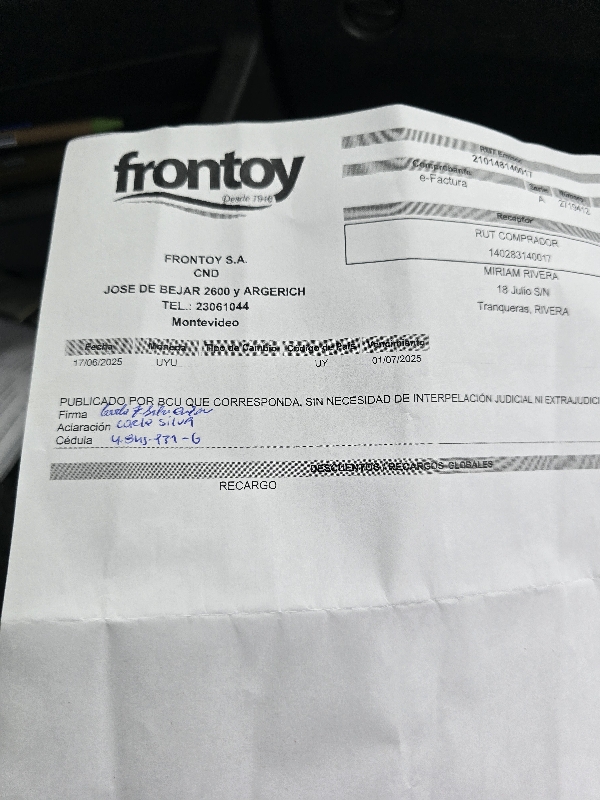 frontoy
Desde 1946
FRONTOY S.A.
CND
JOSE DE BEJAR 2600 y ARGERICH
TEL.: 23061044
Montevideo
RUT Emisor
210148140017
Comprobante Serie Número
e-Factura A 2710412
Receptor
RUT COMPRADOR
140283140017
MIRIAM RIVERA
18 Julio S/N
Tranqueras, RIVERA
Fecha Moneda Tipo de Cambio Código de País Vencimiento
17/06/2025 UYU UY 01/07/2025
PUBLICADO POR BCU QUE CORRESPONDA, SIN NECESIDAD DE INTERPELACIÓN JUDICIAL NI EXTRAJUDICI
Firma
Aclaración Carla Silva
Cédula
DESCUENTOS / RECARGOS GLOBALES
RECARGO